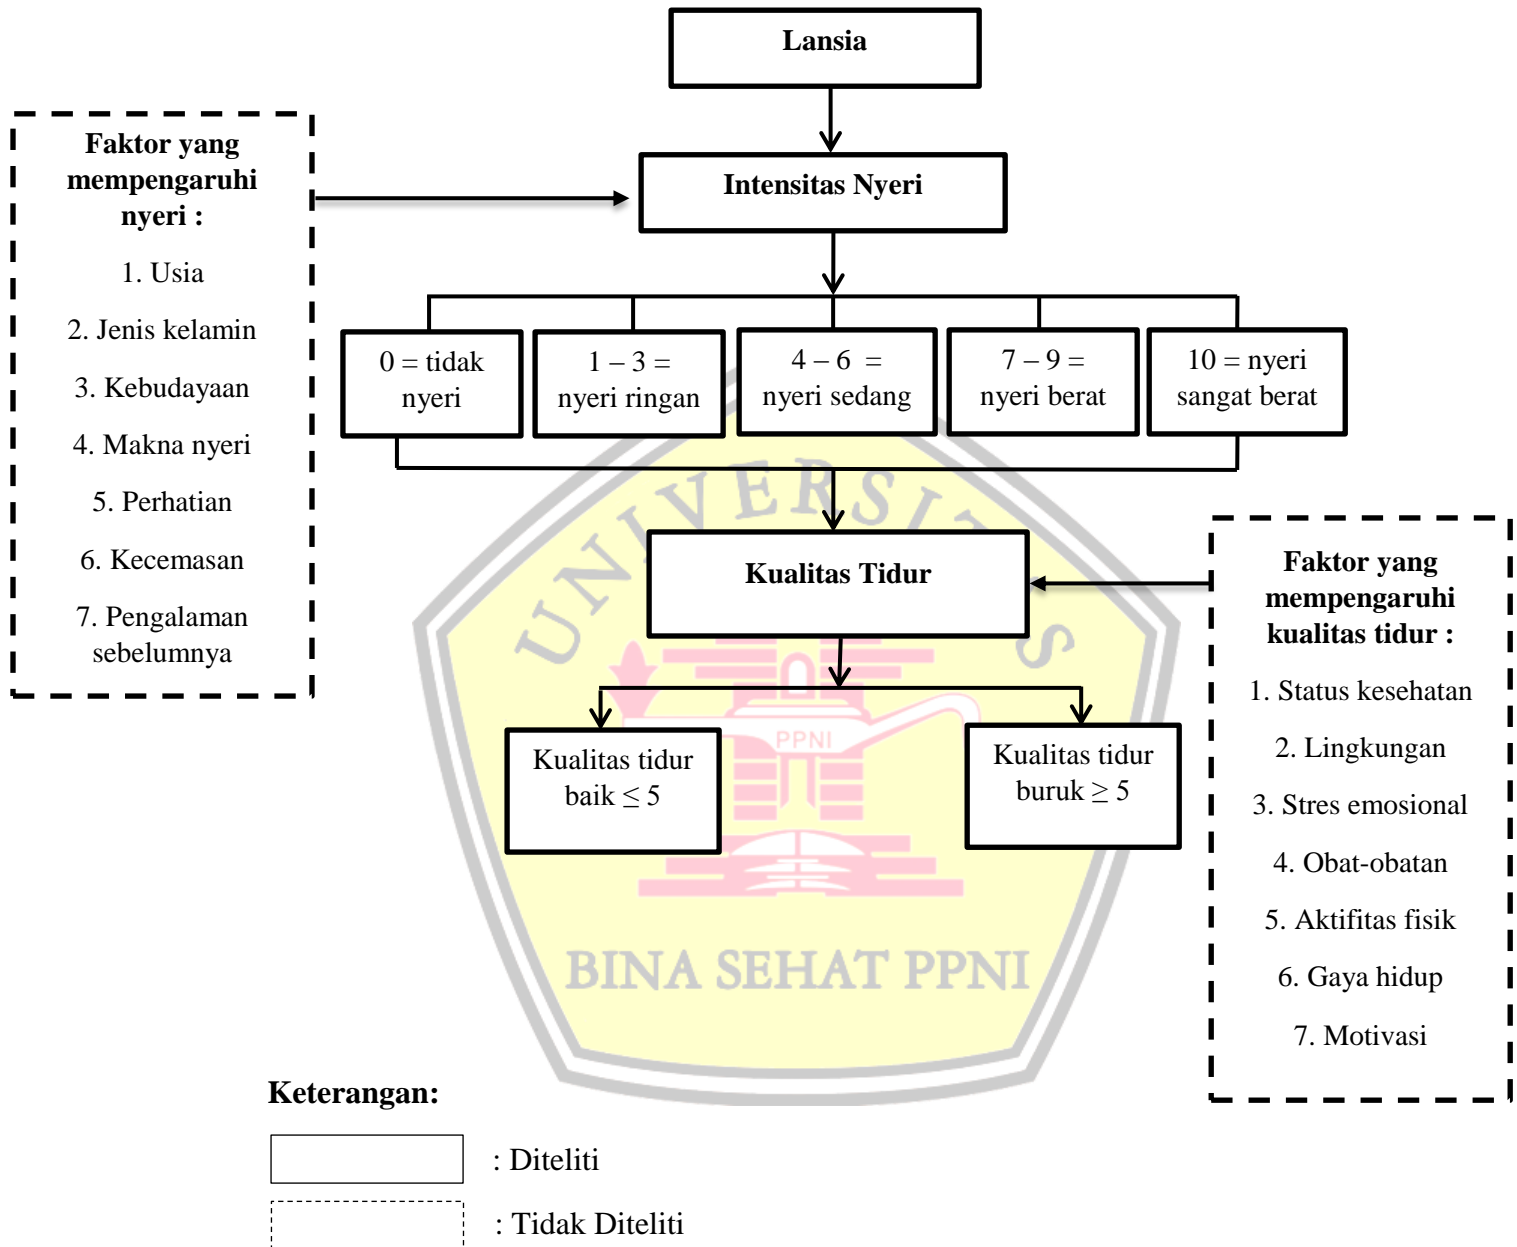 Lansia
Faktor yang
mempengaruhi
nyeri :
1. Usia
2. Jenis kelamin
3. Kebudayaan
4. Makna nyeri
5. Perhatian
6. Kecemasan
7. Pengalaman
sebelumnya
Intensitas Nyeri
0 = tidak
nyeri
1 – 3 =
nyeri ringan
4 – 6 =
nyeri sedang
7 – 9 =
nyeri berat
10 = nyeri
sangat berat
UNIVERSITAS
Kualitas Tidur
Faktor yang
mempengaruhi
kualitas tidur :
1. Status kesehatan
2. Lingkungan
3. Stres emosional
4. Obat-obatan
5. Aktifitas fisik
6. Gaya hidup
7. Motivasi
PPNI
Kualitas tidur
baik ≤ 5
Kualitas tidur
buruk ≥ 5
BINA SEHAT PPNI
Keterangan:
: Diteliti
: Tidak Diteliti